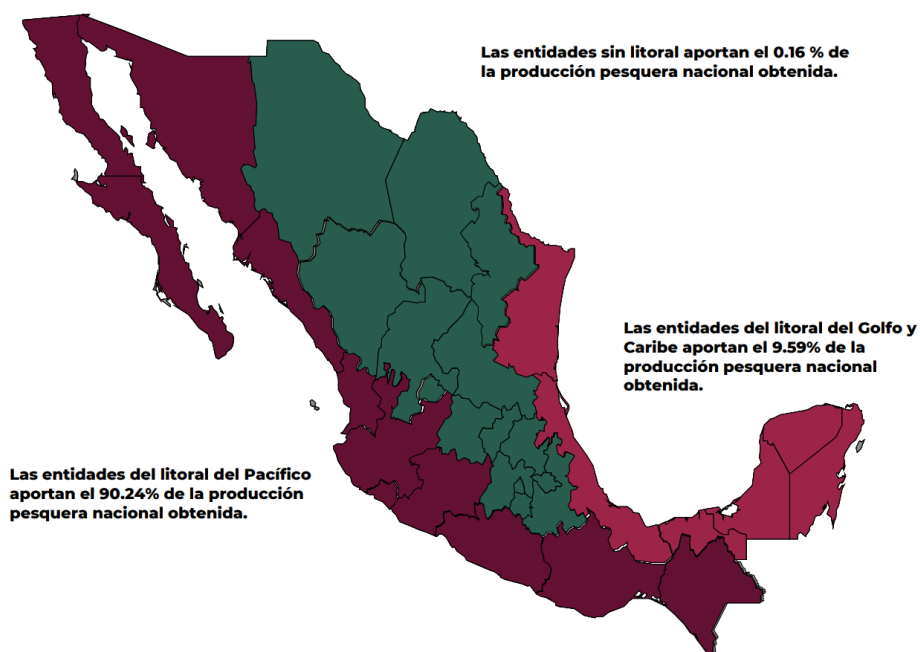 Las entidades sin litoral aportan el 0.16 % de
la producción pesquera nacional obtenida.
Las entidades del litoral del Golfo y
Caribe aportan el 9.59% de la
producción pesquera nacional
obtenida.
Las entidades del litoral del Pacífico
aportan el 90.24% de la producción
pesquera nacional obtenida.